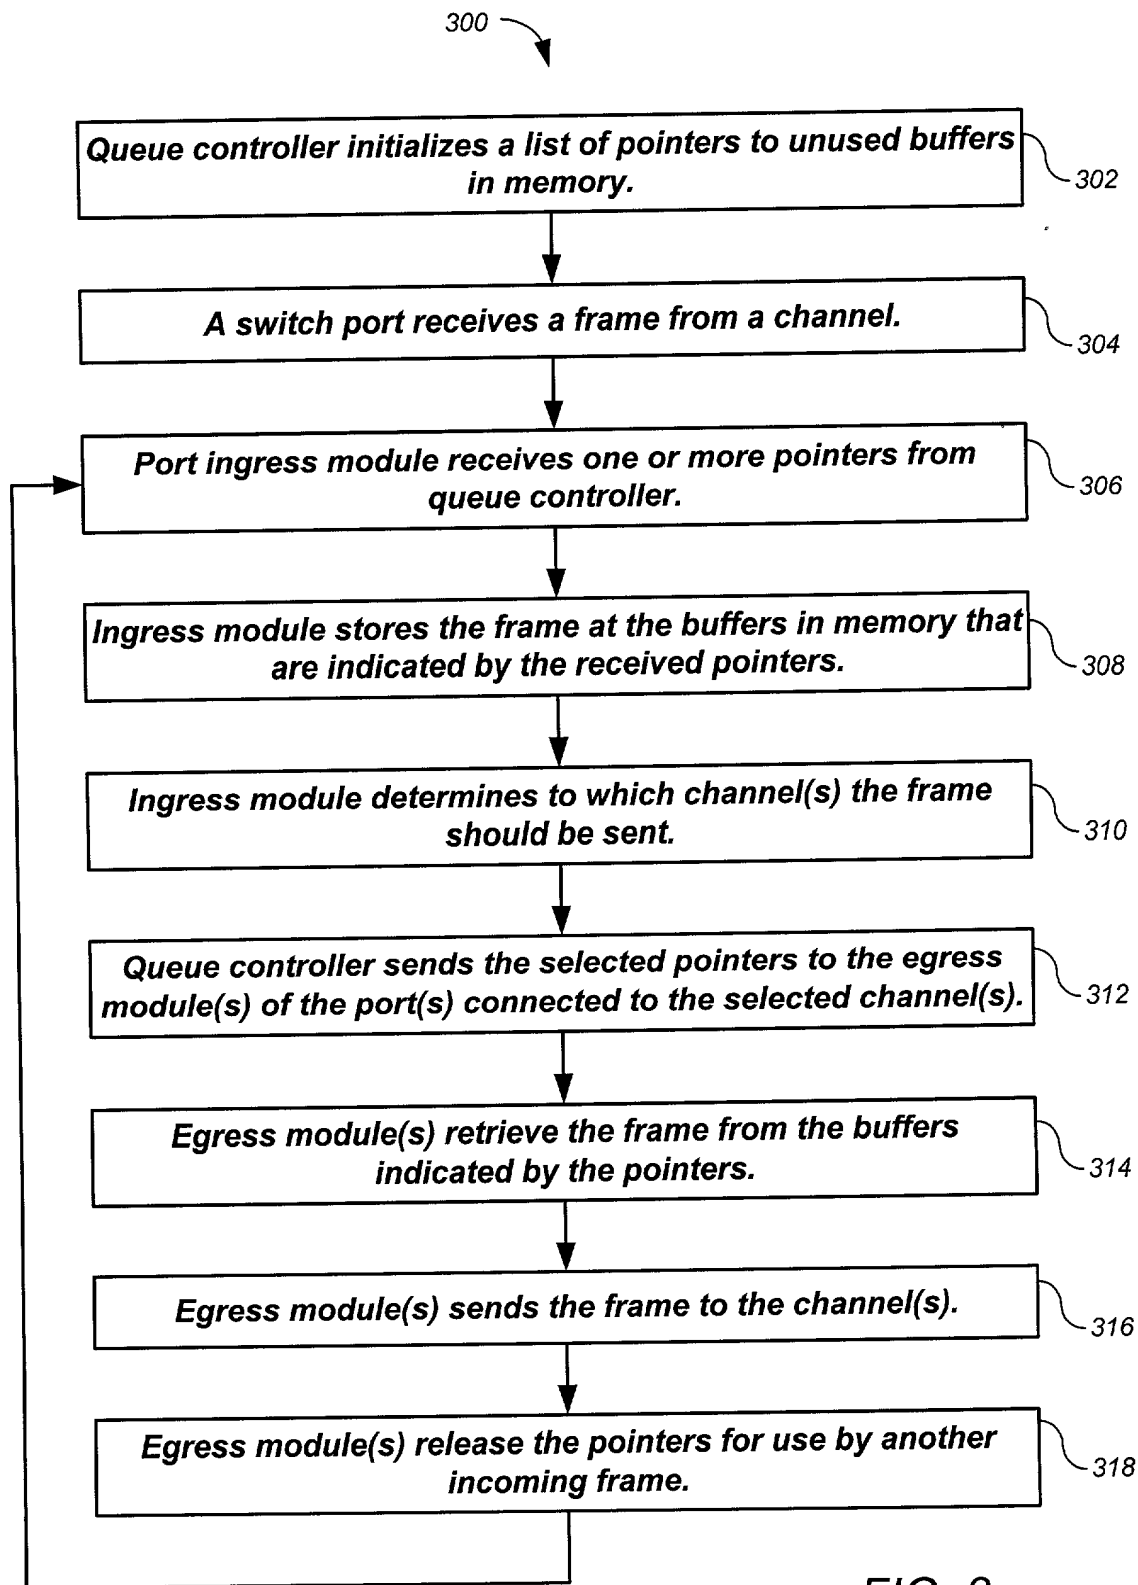 300
Queue controller initializes a list of pointers to unused buffers
in memory.
302
A switch port receives a frame from a channel.
304
Port ingress module receives one or more pointers from
queue controller.
306
Ingress module stores the frame at the buffers in memory that
are indicated by the received pointers.
308
Ingress module determines to which channel(s) the frame
should be sent.
310
Queue controller sends the selected pointers to the egress
module(s) of the port(s) connected to the selected channel(s).
312
Egress module(s) retrieve the frame from the buffers
indicated by the pointers.
314
Egress module(s) sends the frame to the channel(s).
316
Egress module(s) release the pointers for use by another
incoming frame.
318
FIG.